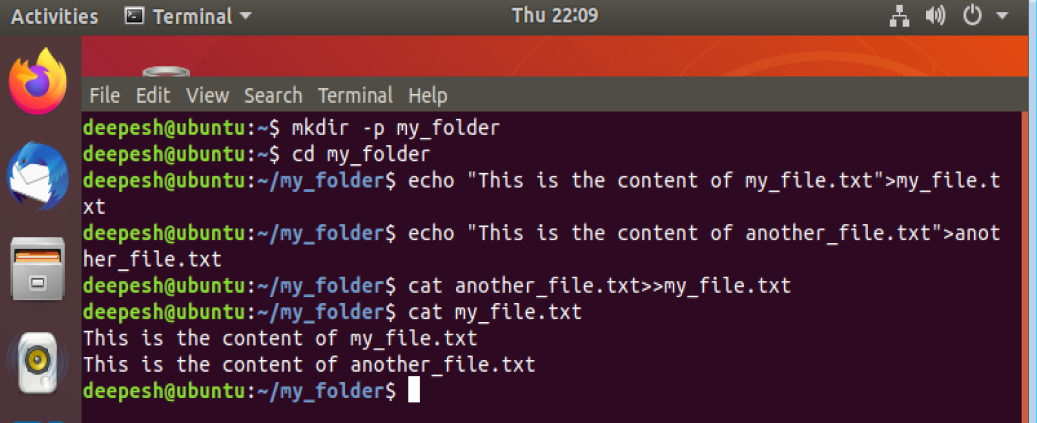 Activities Terminal Thu 22:09
File Edit View Search Terminal Help
deepesh@ubuntu:~$ mkdir -p my_folder
deepesh@ubuntu:~$ cd my_folder
deepesh@ubuntu:~/my_folder$ echo "This is the content of my_file.txt">my_file.t
xt
deepesh@ubuntu:~/my_folder$ echo "This is the content of another_file.txt">anot
her_file.txt
deepesh@ubuntu:~/my_folder$ cat another_file.txt>>my_file.txt
deepesh@ubuntu:~/my_folder$ cat my_file.txt
This is the content of my_file.txt
This is the content of another_file.txt
deepesh@ubuntu:~/my_folder$